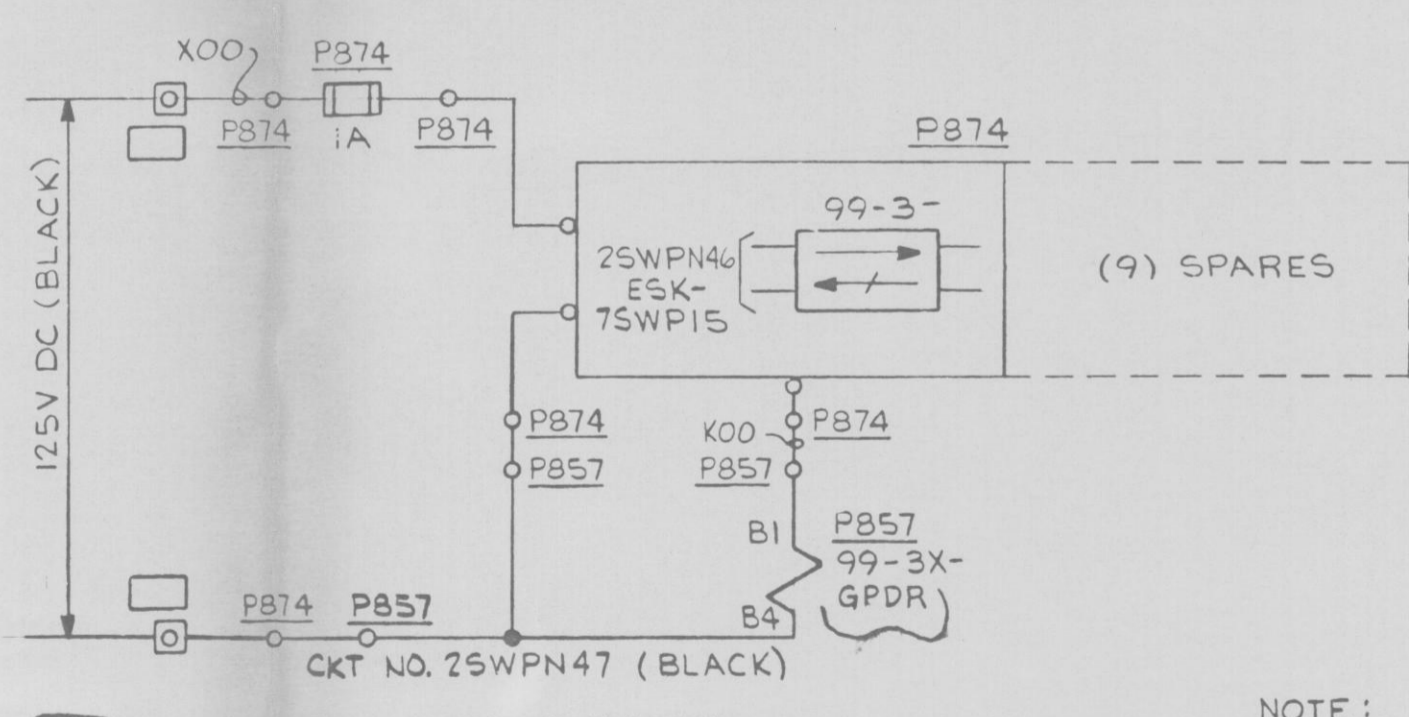 X00
P874
P874
iA
P874
P874
125V DC (BLACK)
99-3-
2SWPN46
ESK-
7SWP15
(9) SPARES
P874
P857
K00
P874
P857
B1
P857
99-3X-
GPDR
B4
P874
P857
CKT NO. 2SWPN47 (BLACK)
NOTE: